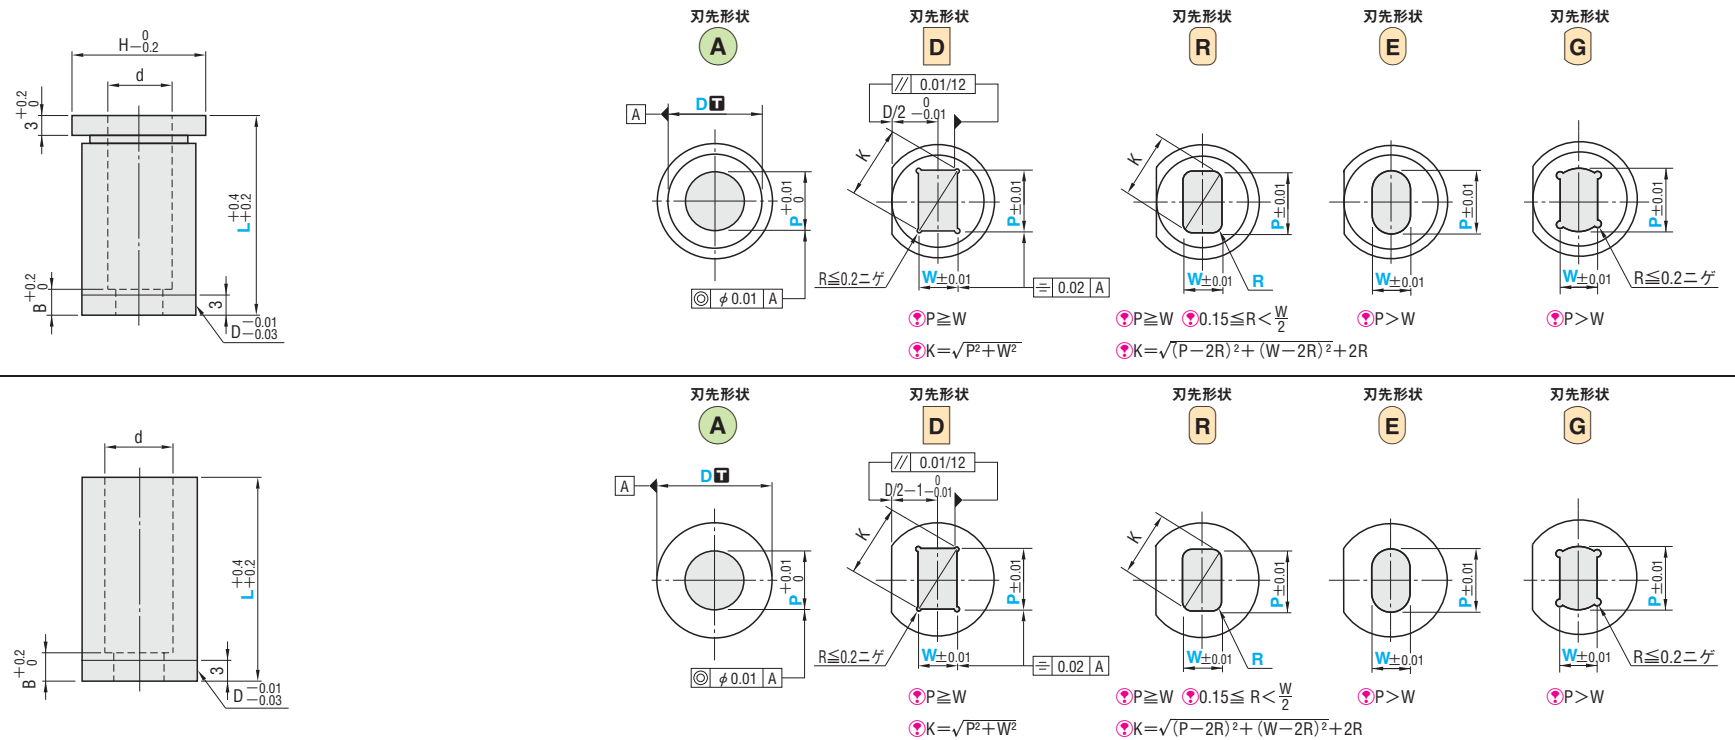 刃先形状 刃先形状 刃先形状 刃先形状 刃先形状
A D R E G
H 0 −0.2
d
3 +0.2 0
L +0.4 +0.2
B +0.2 0
3
D −0.01 −0.03
A
D T
P +0.01 0
◎ φ0.01 A
// 0.01/12
D/2 0 −0.01
K
P±0.01
R≦0.2ニゲ
W±0.01
⌯ 0.02 A
P≧W
K=√P²+W²
K
P±0.01
W±0.01
R
P≧W 0.15≦R<W/2
K=√(P−2R)²+(W−2R)²+2R
P±0.01
W±0.01
P>W
P±0.01
W±0.01
R≦0.2ニゲ
P>W
刃先形状 刃先形状 刃先形状 刃先形状 刃先形状
A D R E G
d
L +0.4 +0.2
B +0.2 0
3
D −0.01 −0.03
A
D T
P +0.01 0
◎ φ0.01 A
// 0.01/12
D/2−1 0 −0.01
K
P±0.01
R≦0.2ニゲ
W±0.01
⌯ 0.02 A
P≧W
K=√P²+W²
K
P±0.01
W±0.01
R
P≧W 0.15≦R<W/2
K=√(P−2R)²+(W−2R)²+2R
P±0.01
W±0.01
P>W
P±0.01
W±0.01
R≦0.2ニゲ
P>W